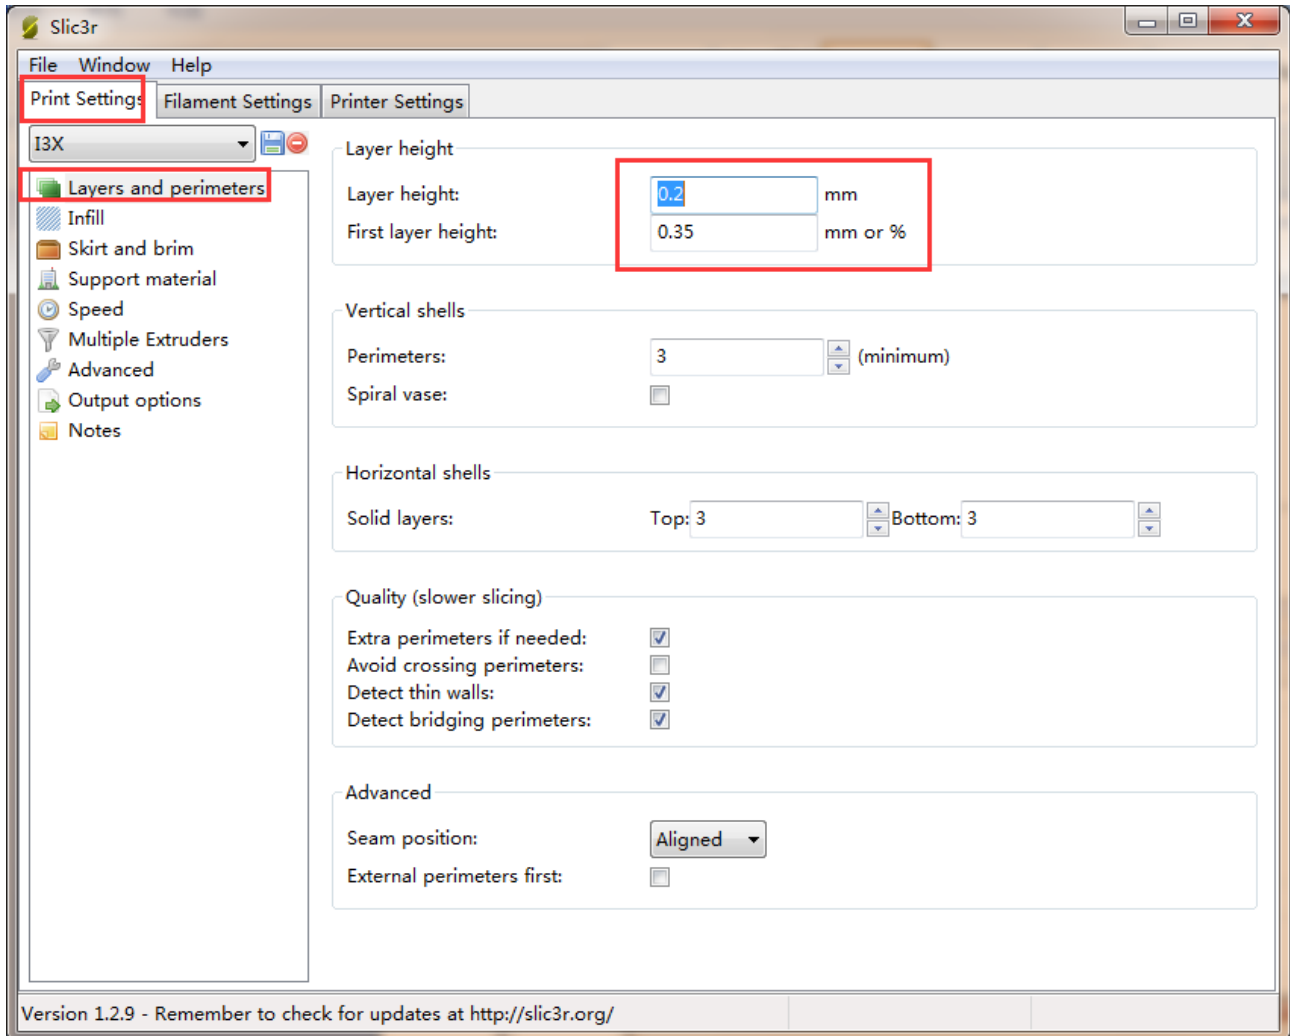 Slic3r
File Window Help
Print Settings Filament Settings Printer Settings
I3X
Layers and perimeters
Infill
Skirt and brim
Support material
Speed
Multiple Extruders
Advanced
Output options
Notes
Layer height
Layer height: 0.2 mm
First layer height: 0.35 mm or %
Vertical shells
Perimeters: 3 (minimum)
Spiral vase:
Horizontal shells
Solid layers: Top: 3 Bottom: 3
Quality (slower slicing)
Extra perimeters if needed:
Avoid crossing perimeters:
Detect thin walls:
Detect bridging perimeters:
Advanced
Seam position: Aligned
External perimeters first:
Version 1.2.9 - Remember to check for updates at http://slic3r.org/